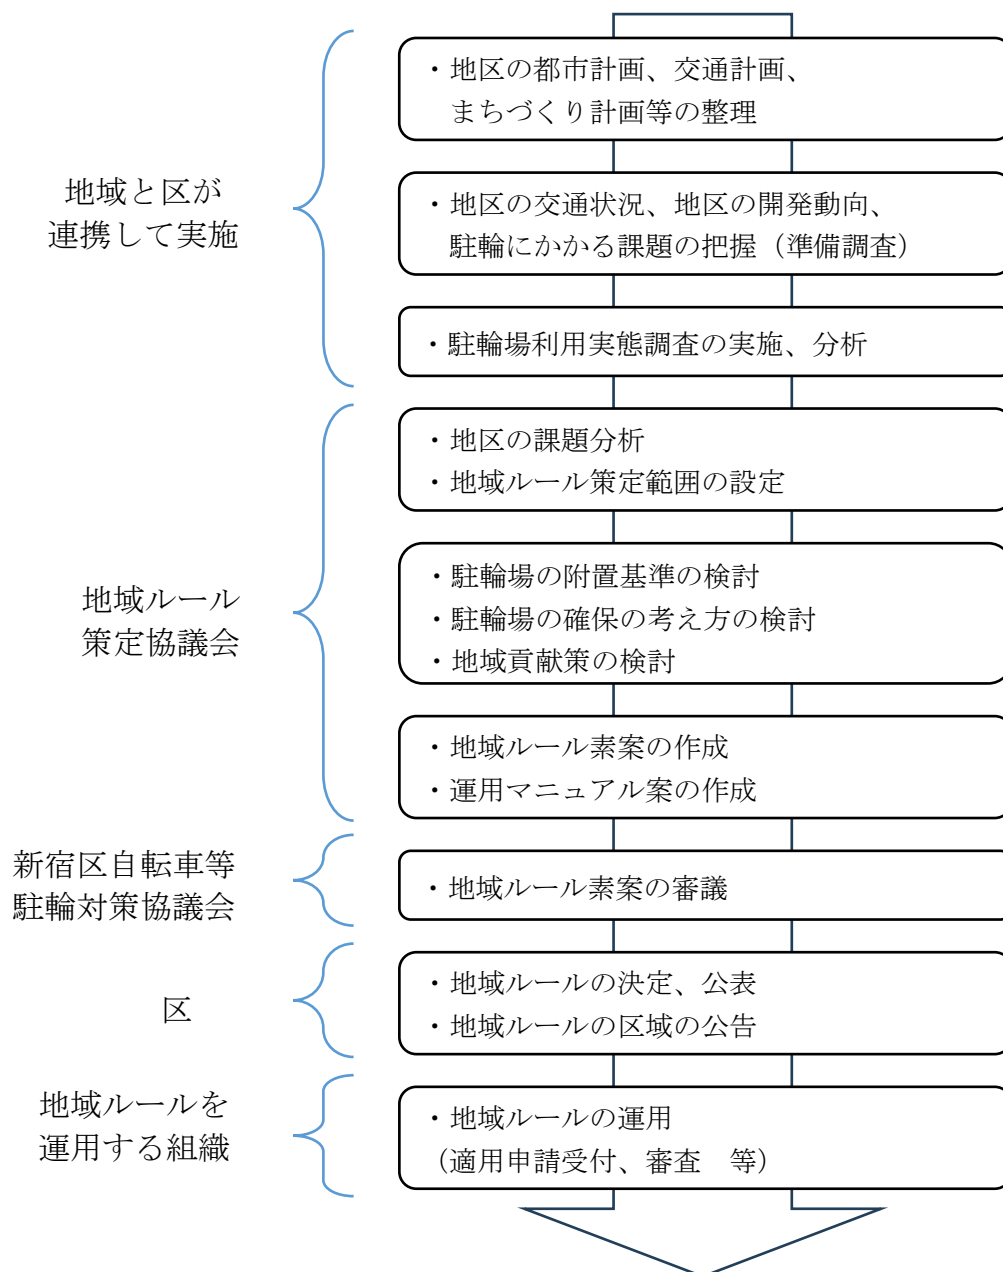 ・地区の都市計画、交通計画、
まちづくり計画等の整理
地域と区が
連携して実施
・地区の交通状況、地区の開発動向、
駐輪にかかる課題の把握（準備調査）
・駐輪場利用実態調査の実施、分析
・地区の課題分析
・地域ルール策定範囲の設定
地域ルール
策定協議会
・駐輪場の附置基準の検討
・駐輪場の確保の考え方の検討
・地域貢献策の検討
・地域ルール素案の作成
・運用マニュアル案の作成
新宿区自転車等
駐輪対策協議会
・地域ルール素案の審議
区
・地域ルールの決定、公表
・地域ルールの区域の公告
地域ルールを
運用する組織
・地域ルールの運用
（適用申請受付、審査　等）